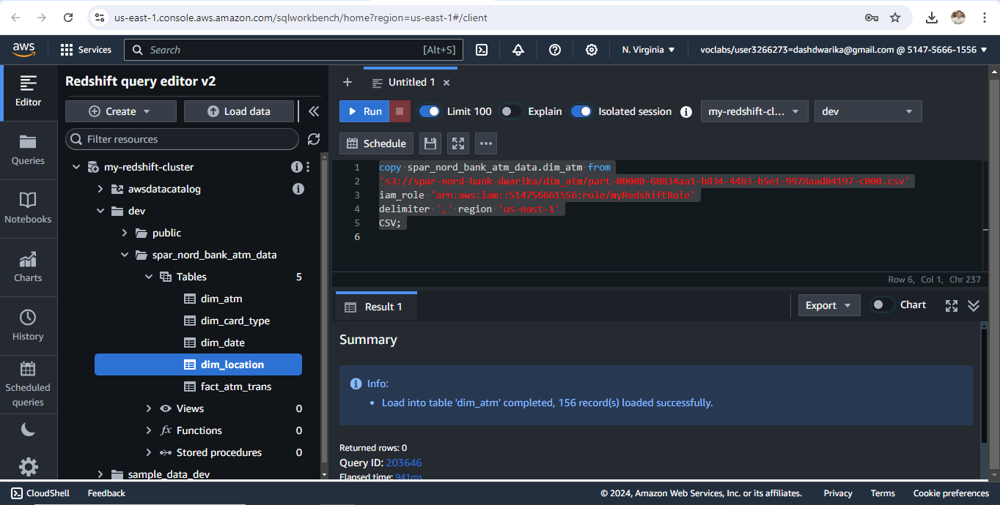 us-east-1.console.aws.amazon.com/sqlworkbench/home?region=us-east-1#/client
aws
Services
Search
[Alt+S]
N. Virginia
voclabs/user3266273=dashdwarika@gmail.com @ 5147-5666-1556
Editor
Queries
Notebooks
Charts
History
Scheduled
queries
Redshift query editor v2
Create
Load data
Filter resources
my-redshift-cluster
awsdatacatalog
dev
public
spar_nord_bank_atm_data
Tables 5
dim_atm
dim_card_type
dim_date
dim_location
fact_atm_trans
Views 0
fx Functions 0
Stored procedures 0
sample_data_dev
Untitled 1
Run
Limit 100
Explain
Isolated session
my-redshift-cl...
dev
Schedule
1 copy spar_nord_bank_atm_data.dim_atm from
2 's3://spar-nord-bank-dwarika/dim_atm/part-00000-60834aa1-b834-44b3-b5e1-9978aad04197-c000.csv'
3 iam_role 'arn:aws:iam::514756661556:role/myRedshiftRole'
4 delimiter ',' region 'us-east-1'
5 CSV;
6
Row 6, Col 1, Chr 237
Result 1
Export
Chart
Summary
Info:
• Load into table 'dim_atm' completed, 156 record(s) loaded successfully.
Returned rows: 0
Query ID: 203646
Elapsed time: 941ms
CloudShell
Feedback
© 2024, Amazon Web Services, Inc. or its affiliates.
Privacy
Terms
Cookie preferences